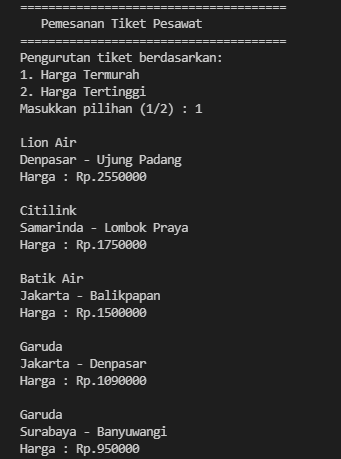 ======================================
Pemesanan Tiket Pesawat
======================================
Pengurutan tiket berdasarkan:
1. Harga Termurah
2. Harga Tertinggi
Masukkan pilihan (1/2) : 1
Lion Air
Denpasar - Ujung Padang
Harga : Rp.2550000
Citilink
Samarinda - Lombok Praya
Harga : Rp.1750000
Batik Air
Jakarta - Balikpapan
Harga : Rp.1500000
Garuda
Jakarta - Denpasar
Harga : Rp.1090000
Garuda
Surabaya - Banyuwangi
Harga : Rp.950000